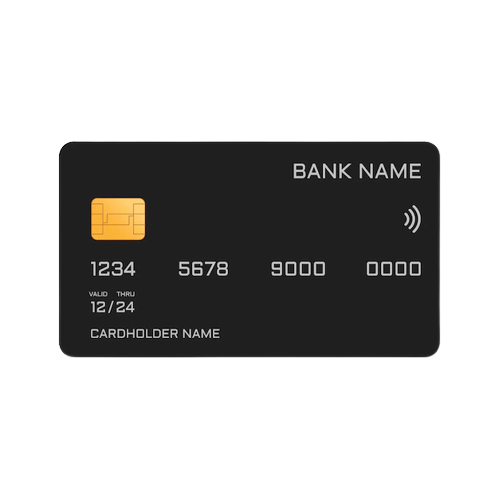 BANK NAME
1234 5678 9000 0000
VALID THRU
12/24
CARDHOLDER NAME